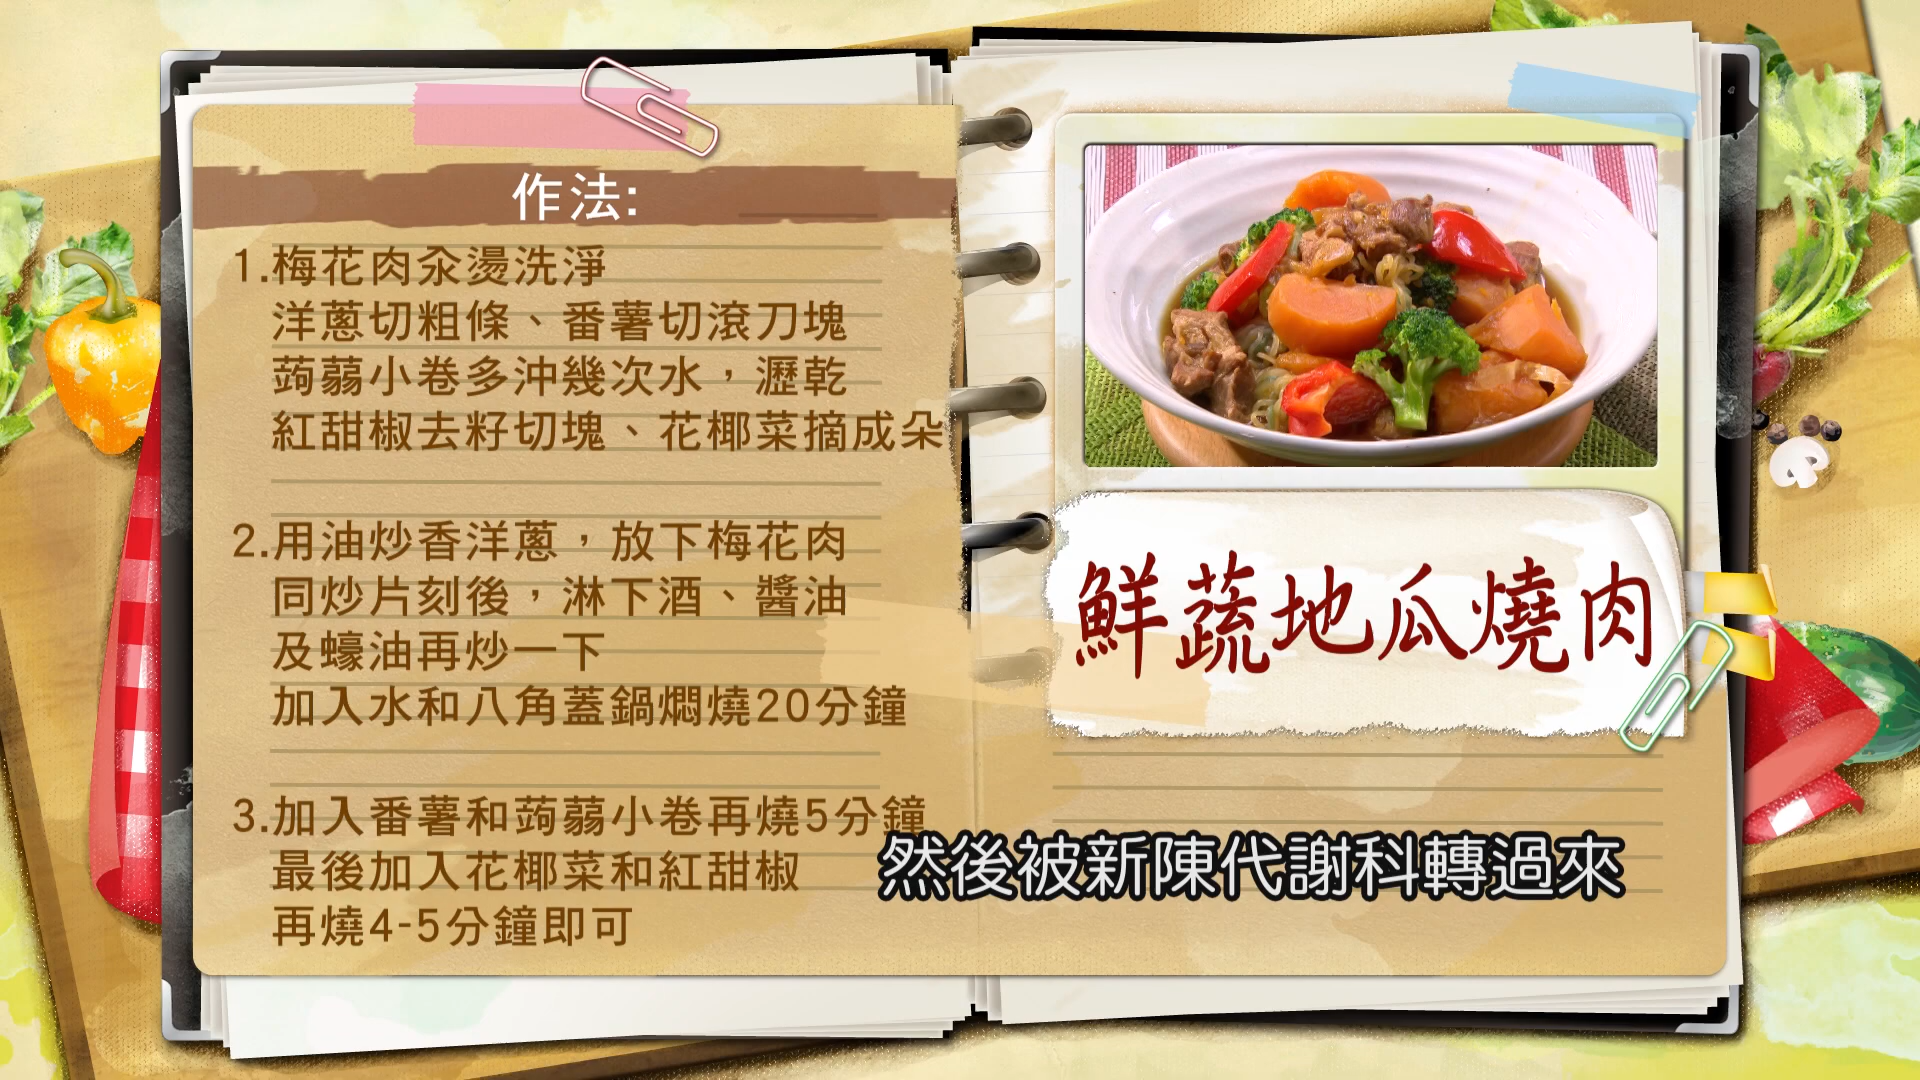 作法:
1.梅花肉汆燙洗淨
洋蔥切粗條、番薯切滾刀塊
蒟蒻小卷多沖幾次水，瀝乾
紅甜椒去籽切塊、花椰菜摘成朵
2.用油炒香洋蔥，放下梅花肉
同炒片刻後，淋下酒、醬油
及蠔油再炒一下
加入水和八角蓋鍋燜燒20分鐘
3.加入番薯和蒟蒻小卷再燒5分鐘
最後加入花椰菜和紅甜椒
再燒4-5分鐘即可
鮮蔬地瓜燒肉
然後被新陳代謝科轉過來